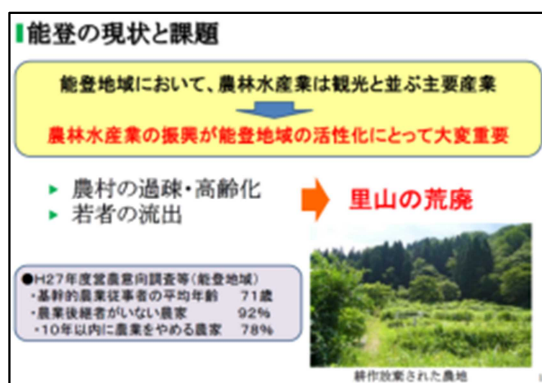 能登の現状と課題
能登地域において、農林水産業は観光と並ぶ主要産業
農林水産業の振興が能登地域の活性化にとって大変重要
▶ 農村の過疎・高齢化
▶ 若者の流出
里山の荒廃
●H27年度営農意向調査等(能登地域)
・基幹的農業従事者の平均年齢 71歳
・農業後継者がいない農家 92%
・10年以内に農業をやめる農家 78%
耕作放棄された農地